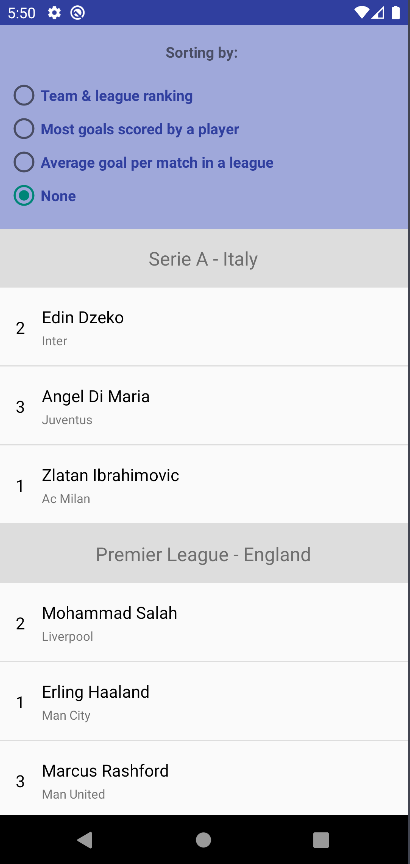 5:50
Sorting by:
Team & league ranking
Most goals scored by a player
Average goal per match in a league
None
Serie A - Italy
2
Edin Dzeko
Inter
3
Angel Di Maria
Juventus
1
Zlatan Ibrahimovic
Ac Milan
Premier League - England
2
Mohammad Salah
Liverpool
1
Erling Haaland
Man City
3
Marcus Rashford
Man United